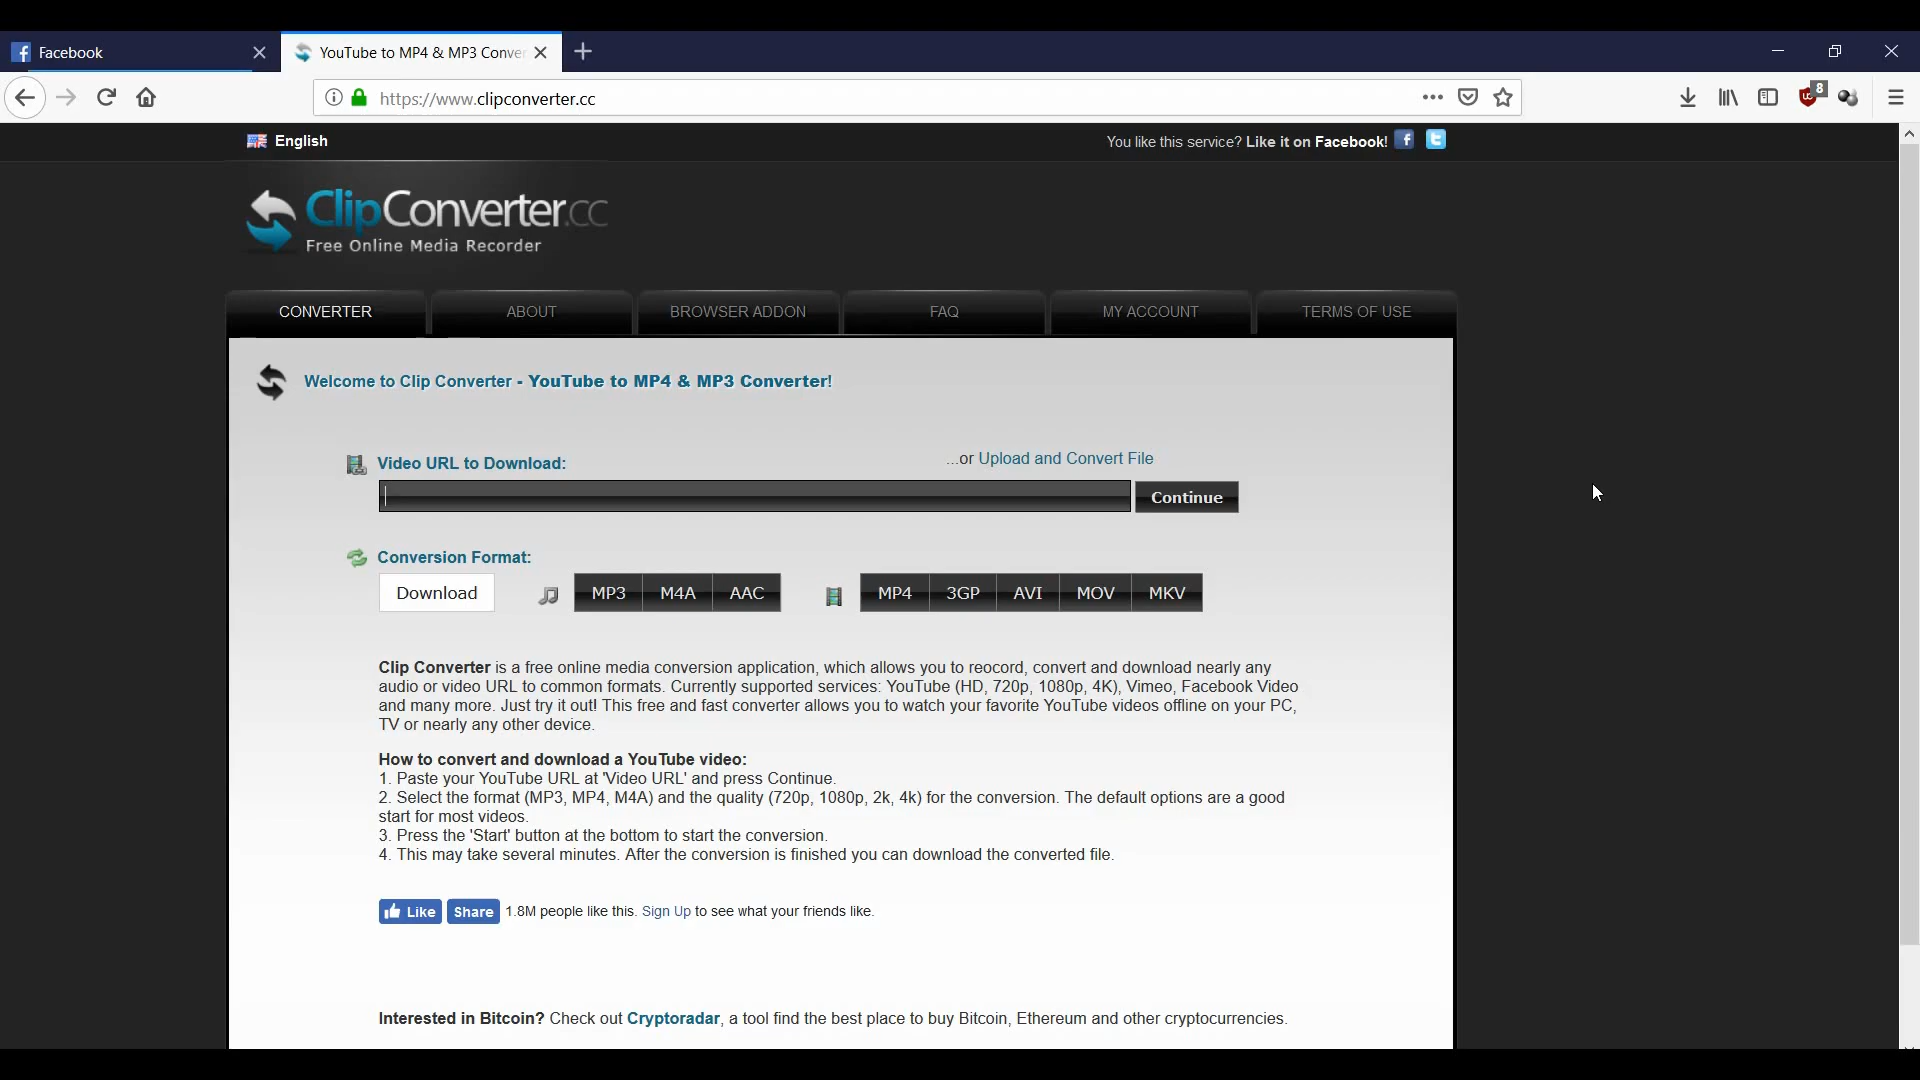 Facebook
YouTube to MP4 & MP3 Conver
8
https://www.clipconverter.cc
English
You like this service? Like it on Facebook!
ClipConverter.cc
Free Online Media Recorder
CONVERTER
ABOUT
BROWSER ADDON
FAQ
MY ACCOUNT
TERMS OF USE
Welcome to Clip Converter - YouTube to MP4 & MP3 Converter!
Video URL to Download:
...or Upload and Convert File
Continue
Conversion Format:
Download
MP3
M4A
AAC
MP4
3GP
AVI
MOV
MKV
Clip Converter is a free online media conversion application, which allows you to reocord, convert and download nearly any
audio or video URL to common formats. Currently supported services: YouTube (HD, 720p, 1080p, 4K), Vimeo, Facebook Video
and many more. Just try it out! This free and fast converter allows you to watch your favorite YouTube videos offline on your PC,
TV or nearly any other device.
How to convert and download a YouTube video:
1. Paste your YouTube URL at 'Video URL' and press Continue.
2. Select the format (MP3, MP4, M4A) and the quality (720p, 1080p, 2k, 4k) for the conversion. The default options are a good
start for most videos.
3. Press the 'Start' button at the bottom to start the conversion.
4. This may take several minutes. After the conversion is finished you can download the converted file.
Like
Share
1.8M people like this. Sign Up to see what your friends like.
Interested in Bitcoin? Check out Cryptoradar, a tool find the best place to buy Bitcoin, Ethereum and other cryptocurrencies.